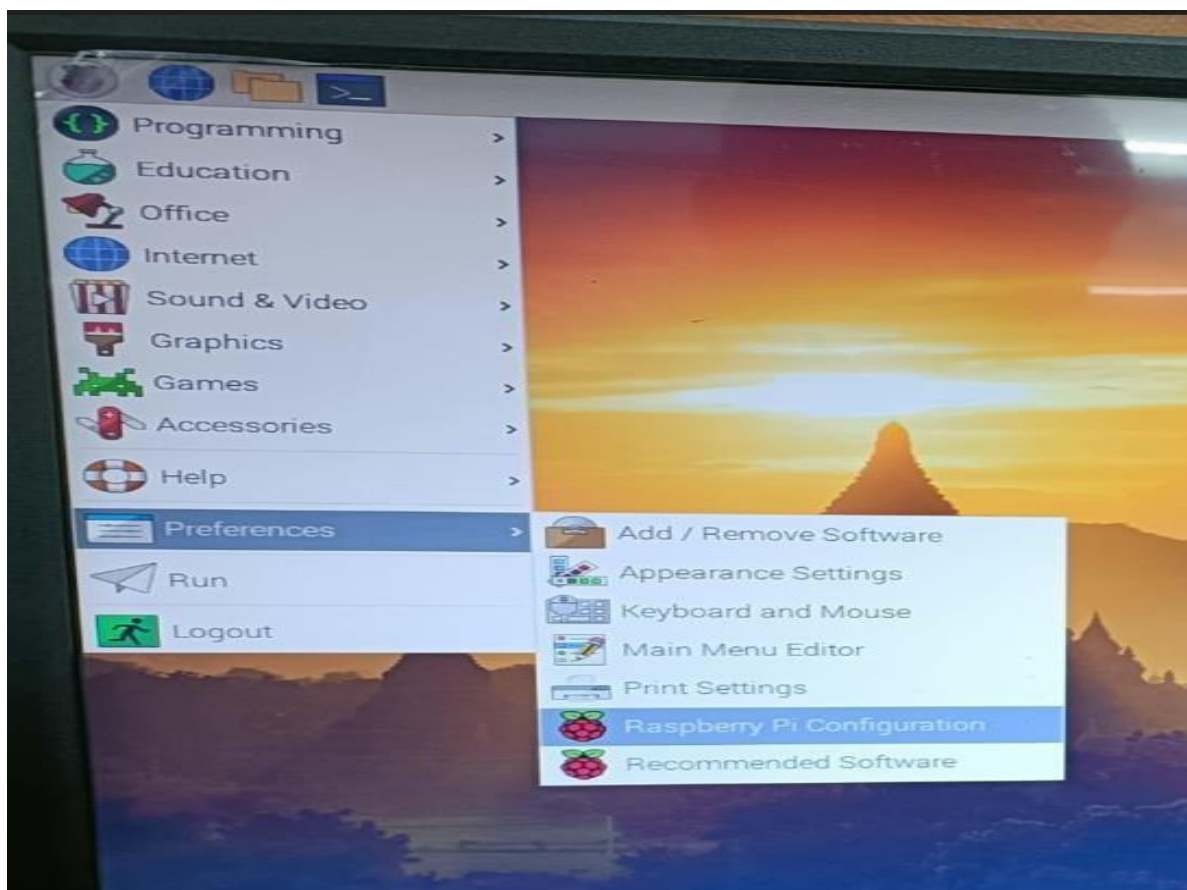 >_
Programming
Education
Office
Internet
Sound & Video
Graphics
Games
Accessories
Help
Preferences
Run
Logout
Add / Remove Software
Appearance Settings
Keyboard and Mouse
Main Menu Editor
Print Settings
Raspberry Pi Configuration
Recommended Software